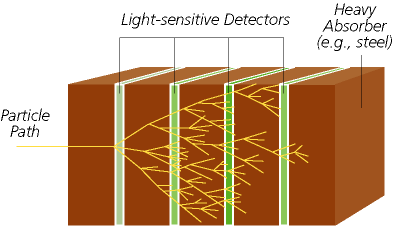 Light-sensitive Detectors
Heavy
Absorber
(e.g., steel)
Particle
Path